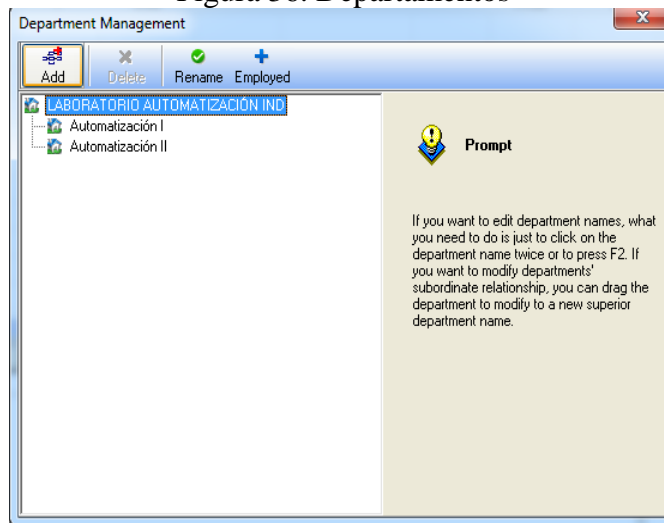 Department Management
Add Delete Rename Employed
LABORATORIO AUTOMATIZACIÓN IND
Automatización I
Automatización II
Prompt
If you want to edit department names, what
you need to do is just to click on the
department name twice or to press F2. If
you want to modify departments'
subordinate relationship, you can drag the
department to modify to a new superior
department name.